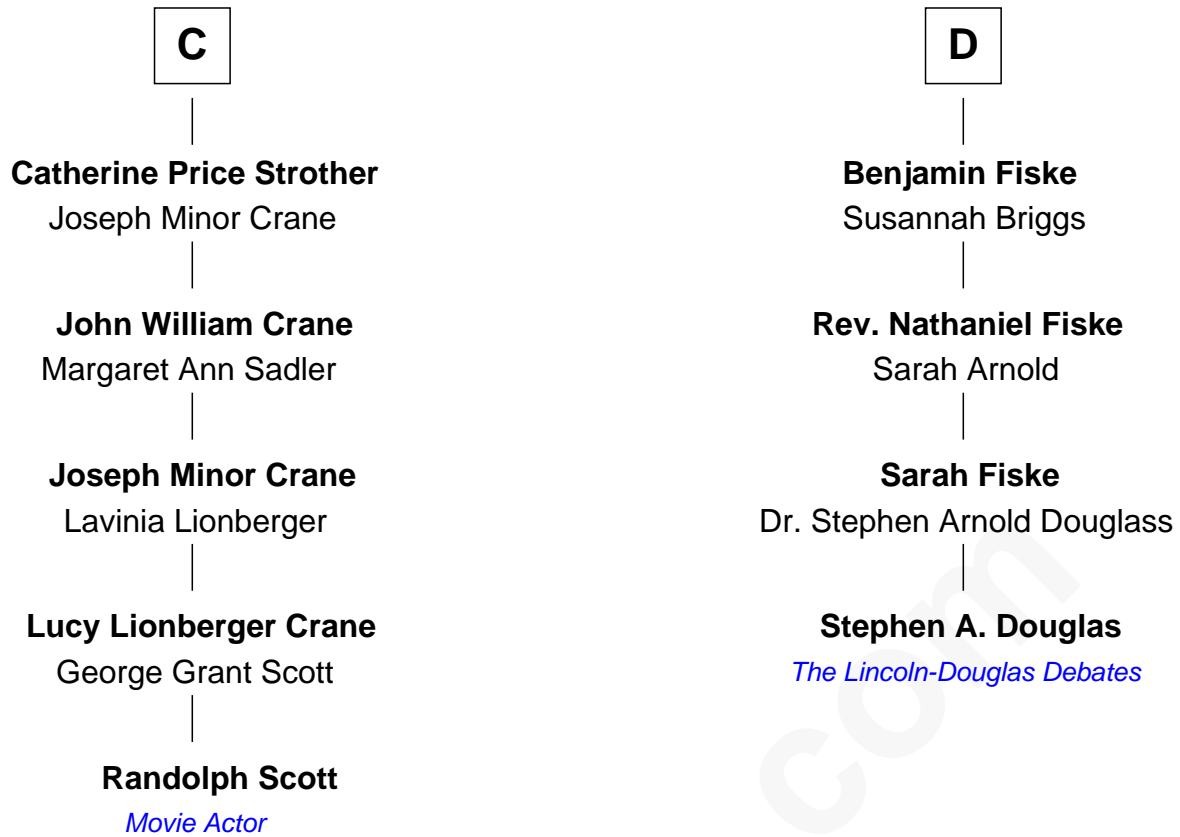 C
Catherine Price Strother
Joseph Minor Crane
John William Crane
Margaret Ann Sadler
Joseph Minor Crane
Lavinia Lionberger
Lucy Lionberger Crane
George Grant Scott
Randolph Scott
Movie Actor
D
Benjamin Fiske
Susannah Briggs
Rev. Nathaniel Fiske
Sarah Arnold
Sarah Fiske
Dr. Stephen Arnold Douglass
Stephen A. Douglas
The Lincoln-Douglas Debates
com